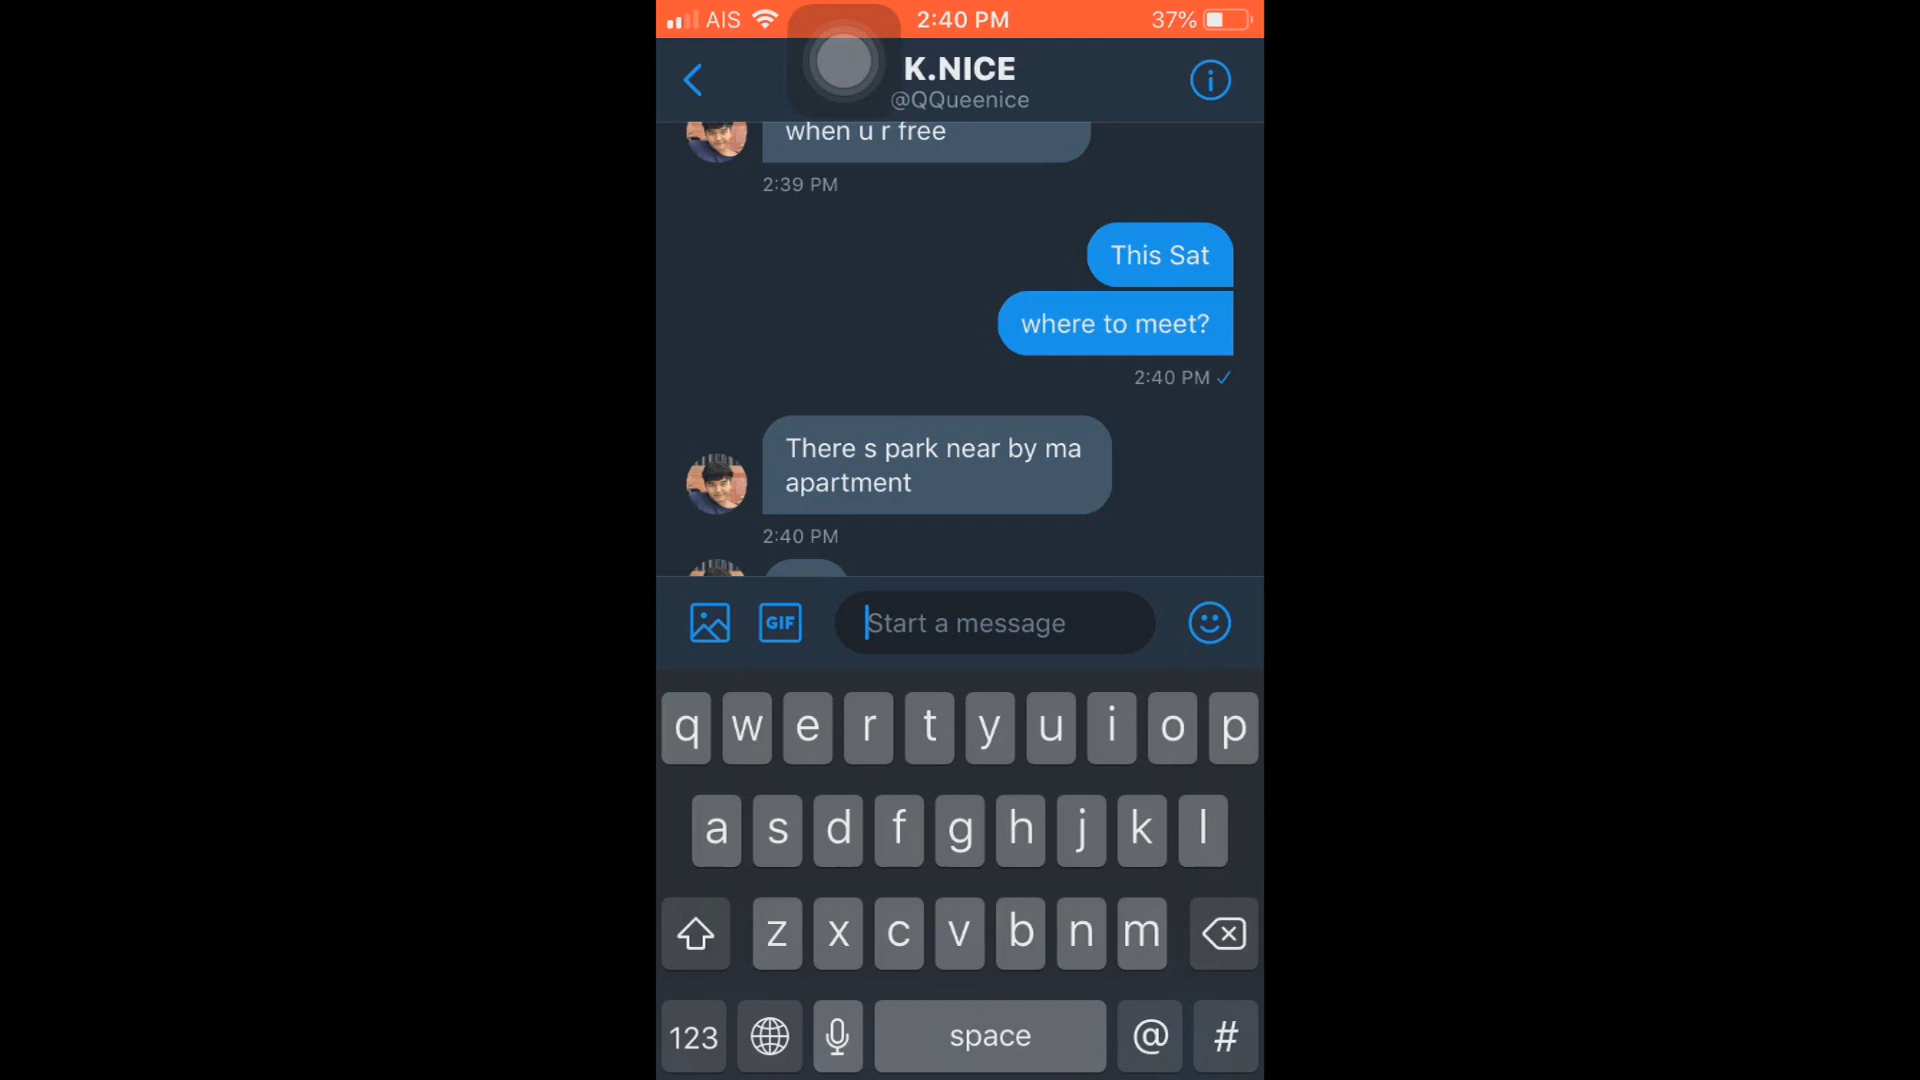 AIS 2:40 PM 37%
K.NICE
@QQueenice
when u r free
2:39 PM
This Sat
where to meet?
2:40 PM
There s park near by ma
apartment
2:40 PM
GIF Start a message
q w e r t y u i o p
a s d f g h j k l
z x c v b n m
123 space @ #